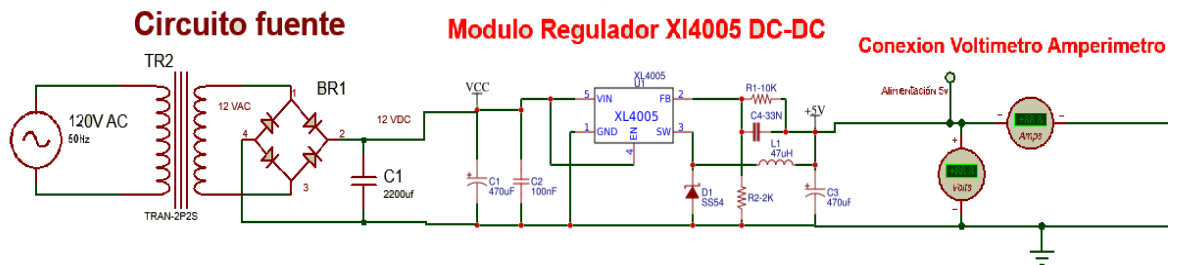 Circuito fuente
Modulo Regulador Xl4005 DC-DC
Conexion Voltimetro Amperimetro
TR2
120V AC
50Hz
TRAN-2P2S
12 VAC
BR1
1
4
2
3
12 VDC
C1
2200uf
VCC
C1
470uF
C2
100nF
XL4005
U1
5
VIN
FB
2
XL4005
1
GND
SW
3
EN
4
R1-10K
C4-33N
L1
47uH
D1
SS54
R2-2K
+5V
C3
470uF
Alimentación 5v
Amps
Volts